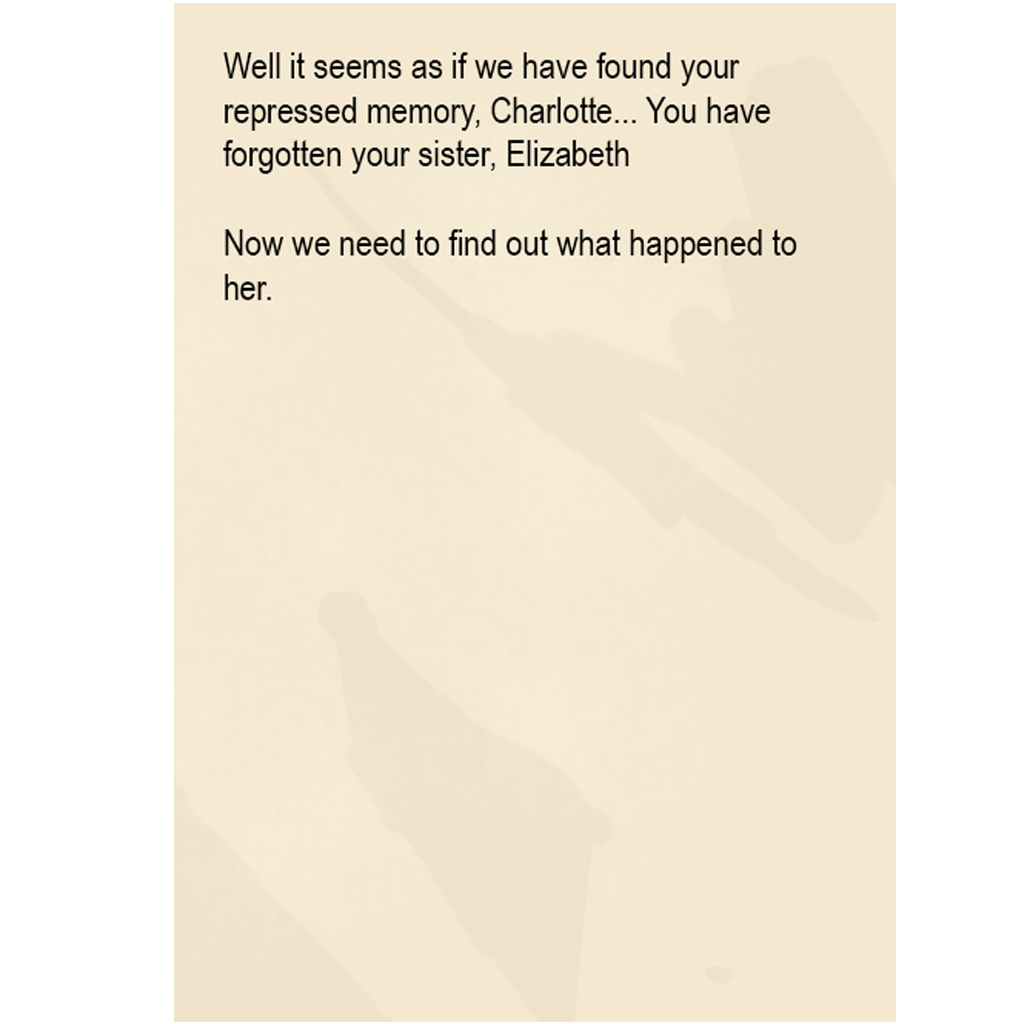 Well it seems as if we have found your
repressed memory, Charlotte... You have
forgotten your sister, Elizabeth
Now we need to find out what happened to
her.